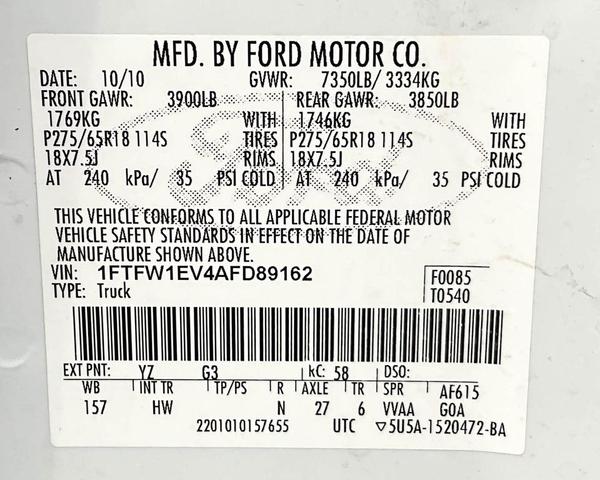 MFD. BY FORD MOTOR CO.
DATE: 10/10 GVWR: 7350LB/ 3334KG
FRONT GAWR: 3900LB REAR GAWR: 3850LB
1769KG WITH 1746KG WITH
P275/65R18 114S TIRES P275/65R18 114S TIRES
18X7.5J RIMS 18X7.5J RIMS
AT 240 kPa/ 35 PSI COLD AT 240 kPa/ 35 PSI COLD
THIS VEHICLE CONFORMS TO ALL APPLICABLE FEDERAL MOTOR
VEHICLE SAFETY STANDARDS IN EFFECT ON THE DATE OF
MANUFACTURE SHOWN ABOVE.
VIN: 1FTFW1EV4AFD89162 F0085
TYPE: Truck T0540
EXT PNT: YZ G3 kC: 58 DSO:
WB INT TR TP/PS R AXLE TR SPR AF615
157 HW N 27 6 VVAA GOA
2201010157655 UTC ▽5U5A-1520472-BA